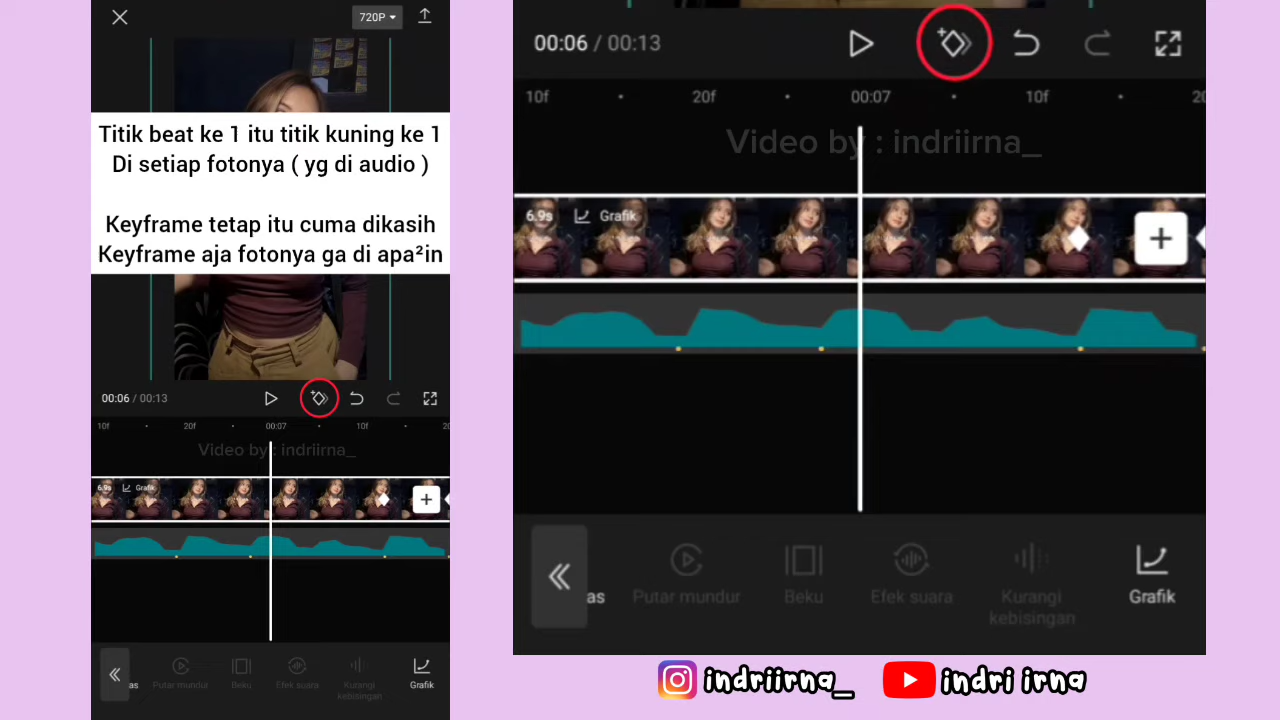 720P
Titik beat ke 1 itu titik kuning ke 1
Di setiap fotonya ( yg di audio )
Keyframe tetap itu cuma dikasih
Keyframe aja fotonya ga di apa²in
00:06 / 00:13
10f 20f 00:07 10f 20
Video by : indriirna_
6.9s Grafik
as Putar mundur Beku Efek suara Kurangi kebisingan Grafik
00:06 / 00:13
10f 20f 00:07 10f 20
Video by : indriirna_
6.9s Grafik
as Putar mundur Beku Efek suara Kurangi Grafik
kebisingan
indriirna_ indri irna